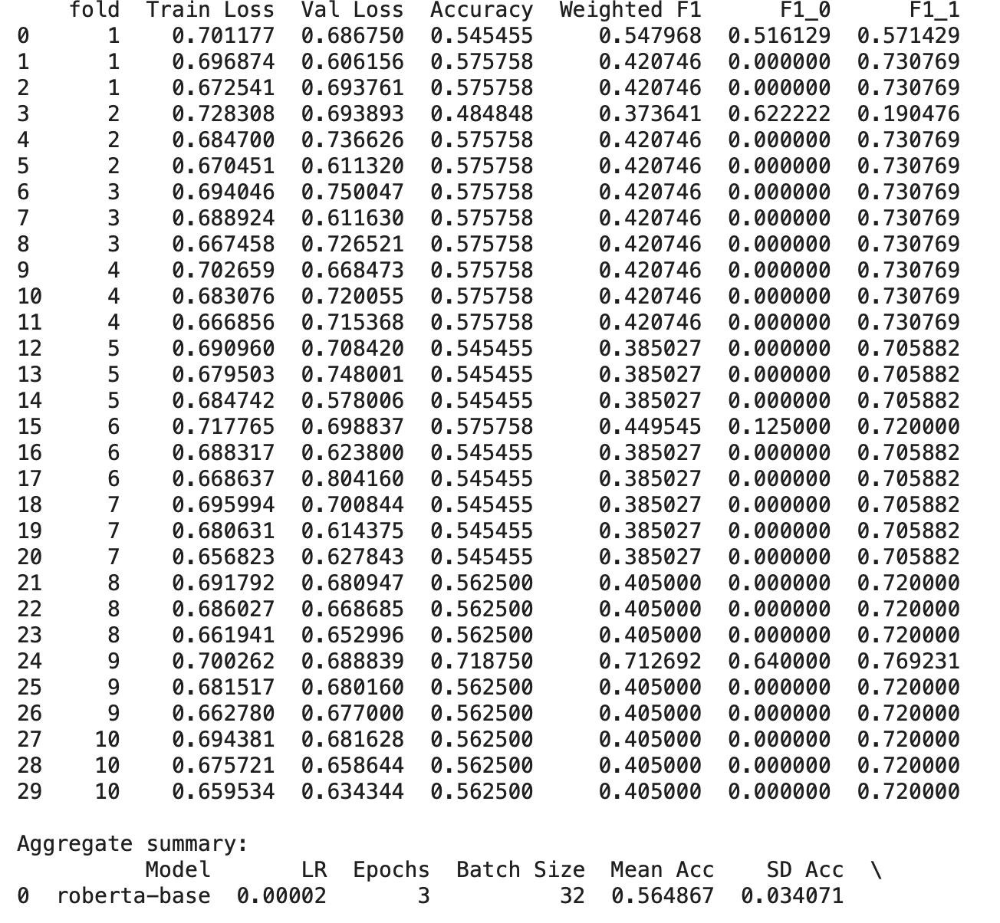 fold Train Loss Val Loss Accuracy Weighted F1 F1_0 F1_1
0 1 0.701177 0.686750 0.545455 0.547968 0.516129 0.571429
1 1 0.696874 0.606156 0.575758 0.420746 0.000000 0.730769
2 1 0.672541 0.693761 0.575758 0.420746 0.000000 0.730769
3 2 0.728308 0.693893 0.484848 0.373641 0.622222 0.190476
4 2 0.684700 0.736626 0.575758 0.420746 0.000000 0.730769
5 2 0.670451 0.611320 0.575758 0.420746 0.000000 0.730769
6 3 0.694046 0.750047 0.575758 0.420746 0.000000 0.730769
7 3 0.688924 0.611630 0.575758 0.420746 0.000000 0.730769
8 3 0.667458 0.726521 0.575758 0.420746 0.000000 0.730769
9 4 0.702659 0.668473 0.575758 0.420746 0.000000 0.730769
10 4 0.683076 0.720055 0.575758 0.420746 0.000000 0.730769
11 4 0.666856 0.715368 0.575758 0.420746 0.000000 0.730769
12 5 0.690960 0.708420 0.545455 0.385027 0.000000 0.705882
13 5 0.679503 0.748001 0.545455 0.385027 0.000000 0.705882
14 5 0.684742 0.578006 0.545455 0.385027 0.000000 0.705882
15 6 0.717765 0.698837 0.575758 0.449545 0.125000 0.720000
16 6 0.688317 0.623800 0.545455 0.385027 0.000000 0.705882
17 6 0.668637 0.804160 0.545455 0.385027 0.000000 0.705882
18 7 0.695994 0.700844 0.545455 0.385027 0.000000 0.705882
19 7 0.680631 0.614375 0.545455 0.385027 0.000000 0.705882
20 7 0.656823 0.627843 0.545455 0.385027 0.000000 0.705882
21 8 0.691792 0.680947 0.562500 0.405000 0.000000 0.720000
22 8 0.686027 0.668685 0.562500 0.405000 0.000000 0.720000
23 8 0.661941 0.652996 0.562500 0.405000 0.000000 0.720000
24 9 0.700262 0.688839 0.718750 0.712692 0.640000 0.769231
25 9 0.681517 0.680160 0.562500 0.405000 0.000000 0.720000
26 9 0.662780 0.677000 0.562500 0.405000 0.000000 0.720000
27 10 0.694381 0.681628 0.562500 0.405000 0.000000 0.720000
28 10 0.675721 0.658644 0.562500 0.405000 0.000000 0.720000
29 10 0.659534 0.634344 0.562500 0.405000 0.000000 0.720000
Aggregate summary:
Model LR Epochs Batch Size Mean Acc SD Acc \
0 roberta-base 0.00002 3 32 0.564867 0.034071